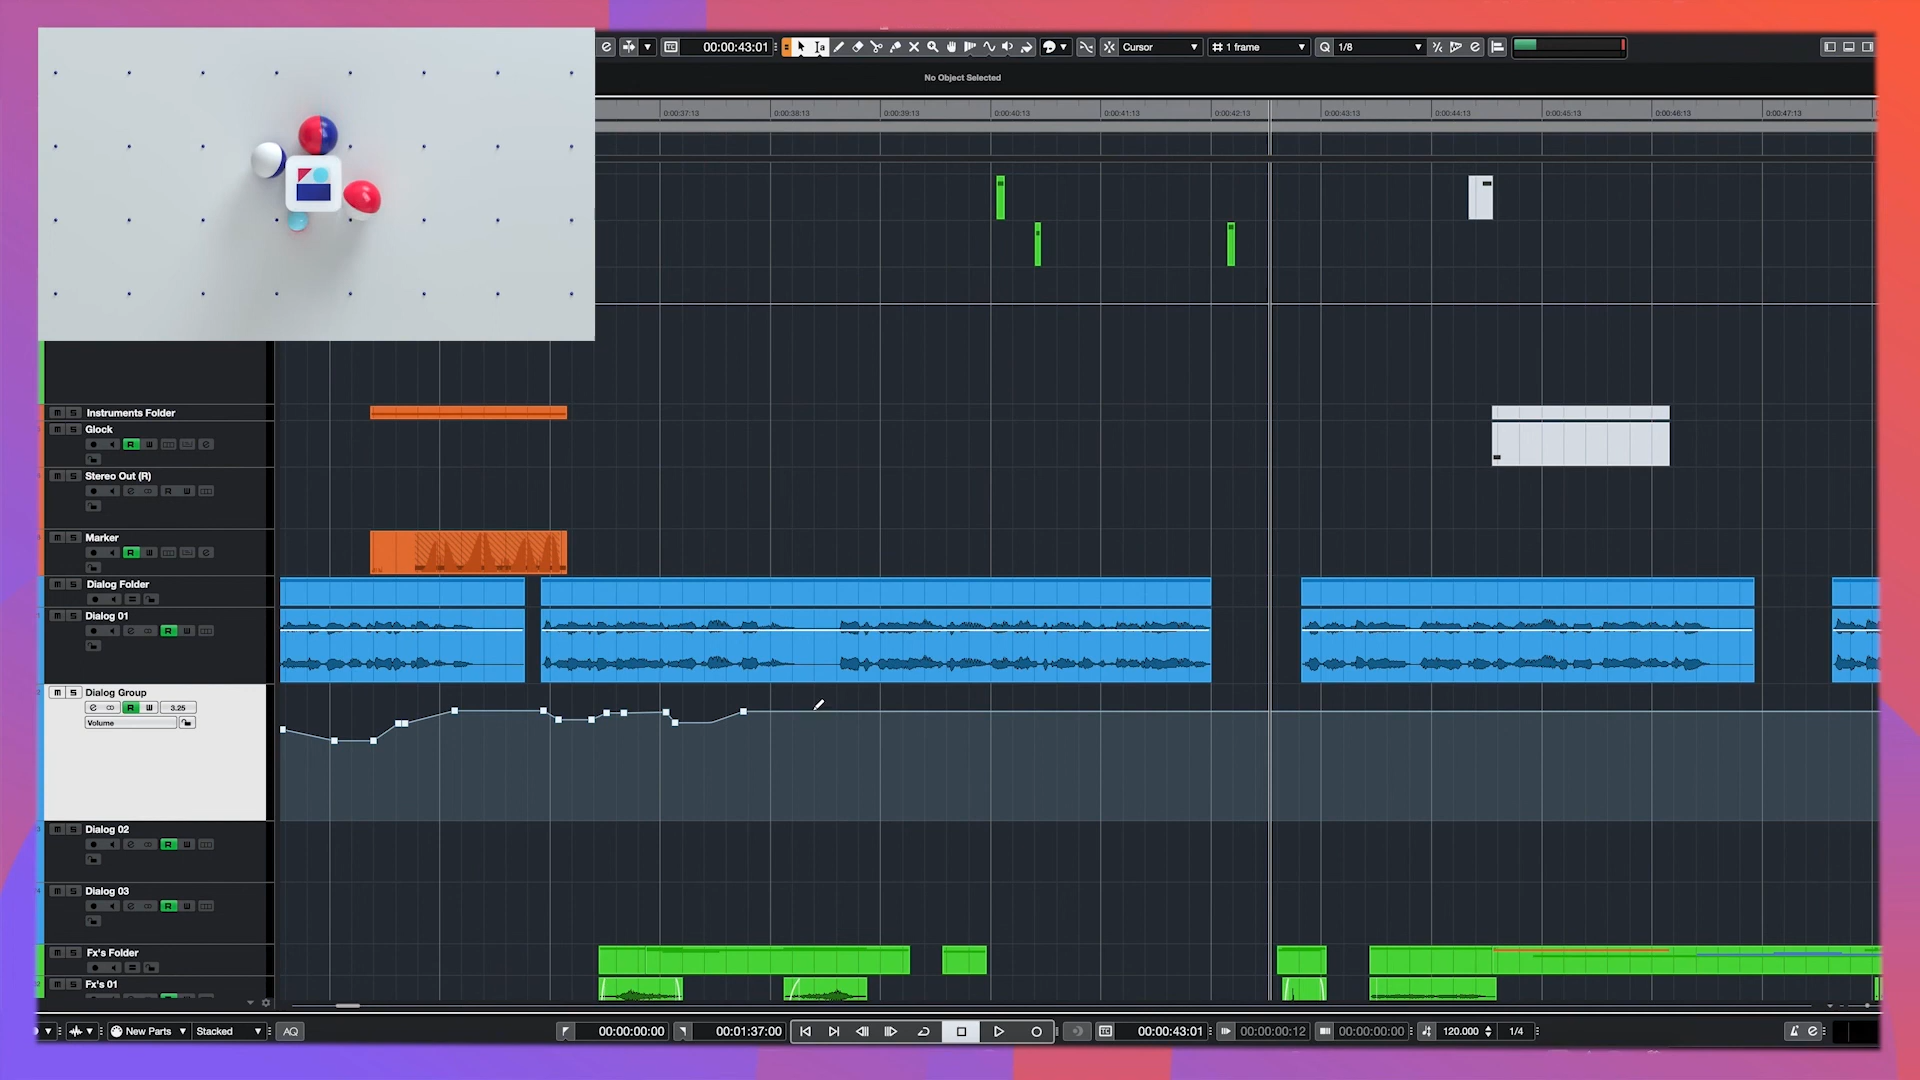 00:00:43:01
Cursor
1 frame
Q 1/8
No Object Selected
0:00:37:13 0:00:38:13 0:00:39:13 0:00:40:13 0:00:41:13 0:00:42:13 0:00:43:13 0:00:44:13 0:00:45:13 0:00:46:13 0:00:47:13
m S Instruments Folder
m S Glock
R W
m S Stereo Out (R)
R W
m S Marker
R W
m S Dialog Folder
m S Dialog 01
R W
m S Dialog Group
R W 3.25
Volume
m S Dialog 02
R W
m S Dialog 03
R W
m S Fx's Folder
m S Fx's 01
New Parts Stacked AQ 00:00:00:00 00:01:37:00 00:00:43:01 00:00:00:12 00:00:00:00 120.000 1/4